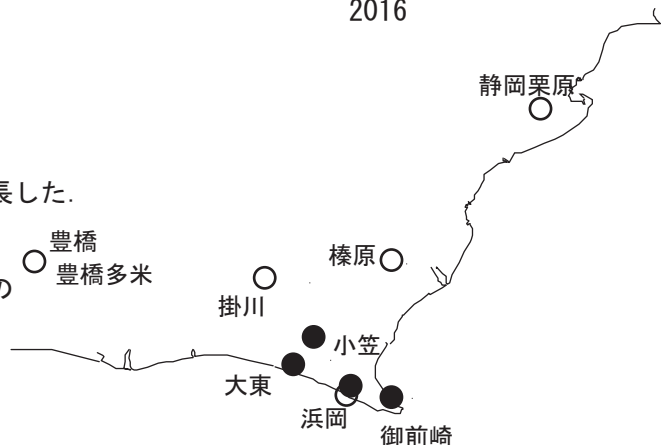 2016
静岡栗原
長した.
豊橋
豊橋多米
の
榛原
掛川
小笠
大東
浜岡
御前崎